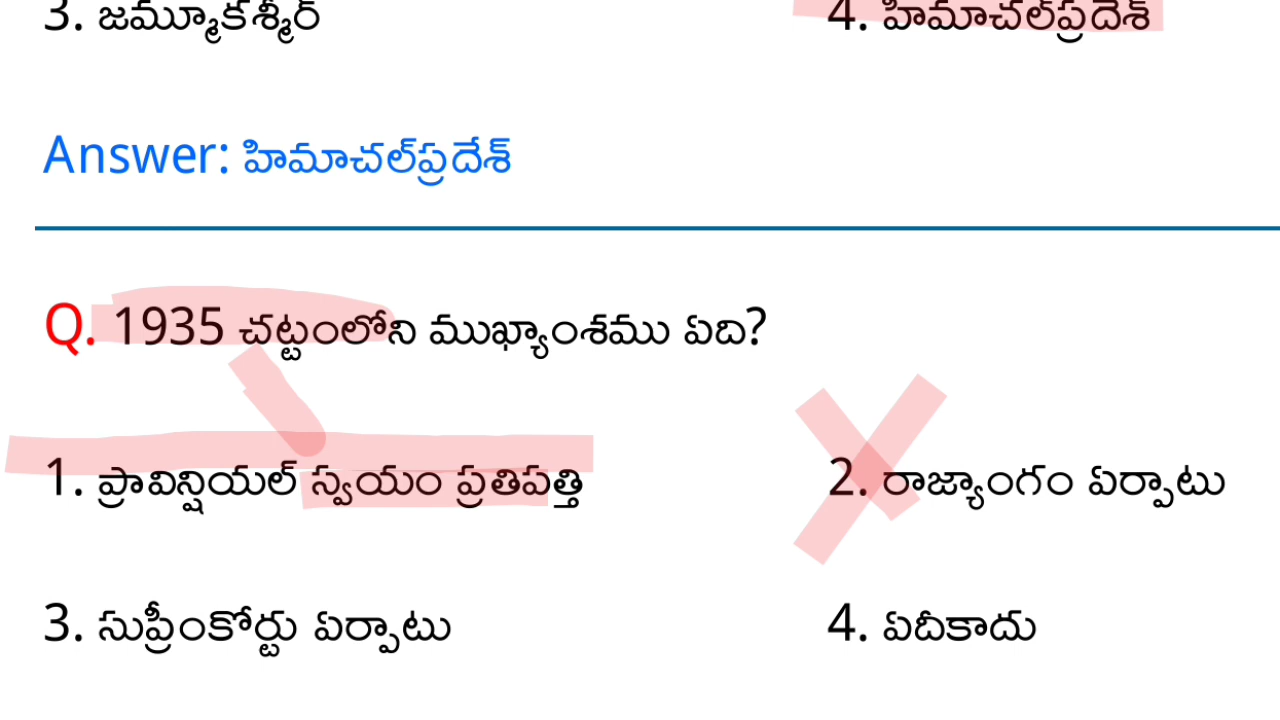 3. జమ్మూకశ్మీర్ 4. హిమాచల్‌ప్రదేశ్
Answer: హిమాచల్‌ప్రదేశ్
Q. 1935 చట్టంలోని ముఖ్యాంశము ఏది?
1. ప్రావిన్షియల్ స్వయం ప్రతిపత్తి 2. రాజ్యాంగం ఏర్పాటు
3. సుప్రీంకోర్టు ఏర్పాటు 4. ఏదీకాదు